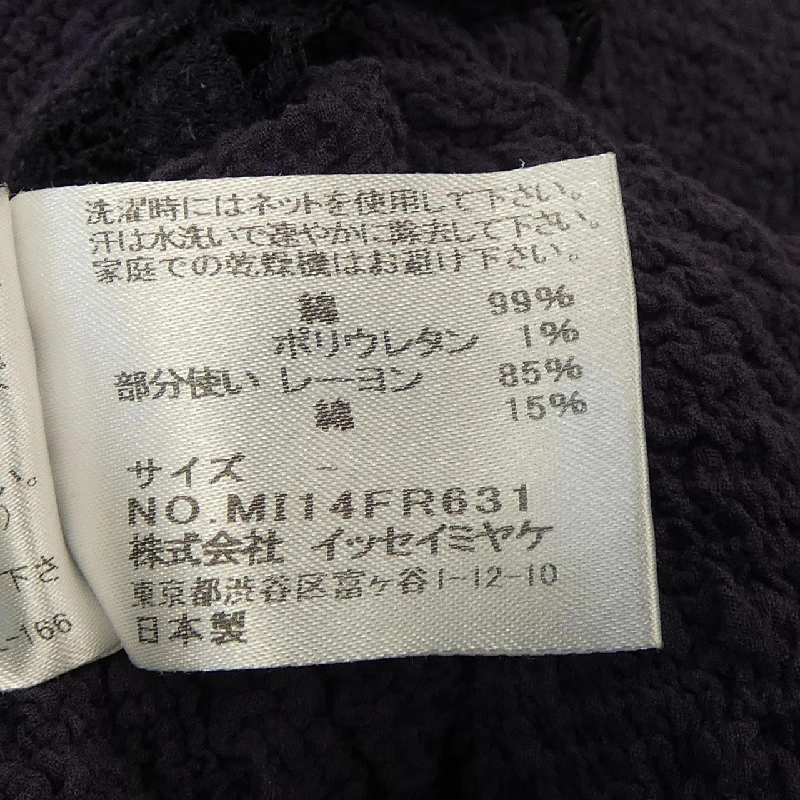 洗濯時にはネットを使用して下さい。
汗は水洗いで速やかに除去して下さい。
家庭での乾燥機はお避け下さい。
綿 99%
ポリウレタン 1%
部分使い レーヨン 85%
綿 15%
サイズ -
NO.MI14FR631
株式会社 イッセイミヤケ
東京都渋谷区富ヶ谷1-12-10
日本製
い。
)
下さ
-166